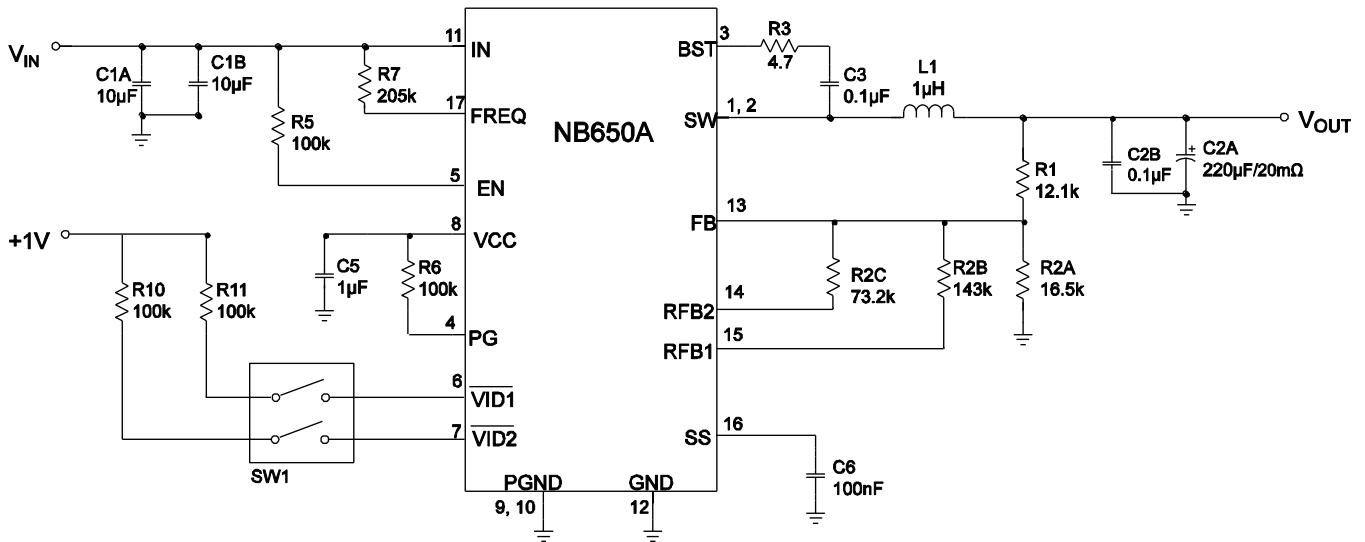 V_IN
C1A
10µF
C1B
10µF
R5
100k
R7
205k
11
IN
17
FREQ
5
EN
8
VCC
4
PG
6
VID1
7
VID2
+1V
R10
100k
R11
100k
SW1
C5
1µF
R6
100k
NB650A
PGND
9, 10
GND
12
3
BST
R3
4.7
C3
0.1µF
1, 2
SW
L1
1µH
V_OUT
C2B
0.1µF
+
C2A
220µF/20mΩ
R1
12.1k
13
FB
R2C
73.2k
R2B
143k
R2A
16.5k
14
RFB2
15
RFB1
16
SS
C6
100nF